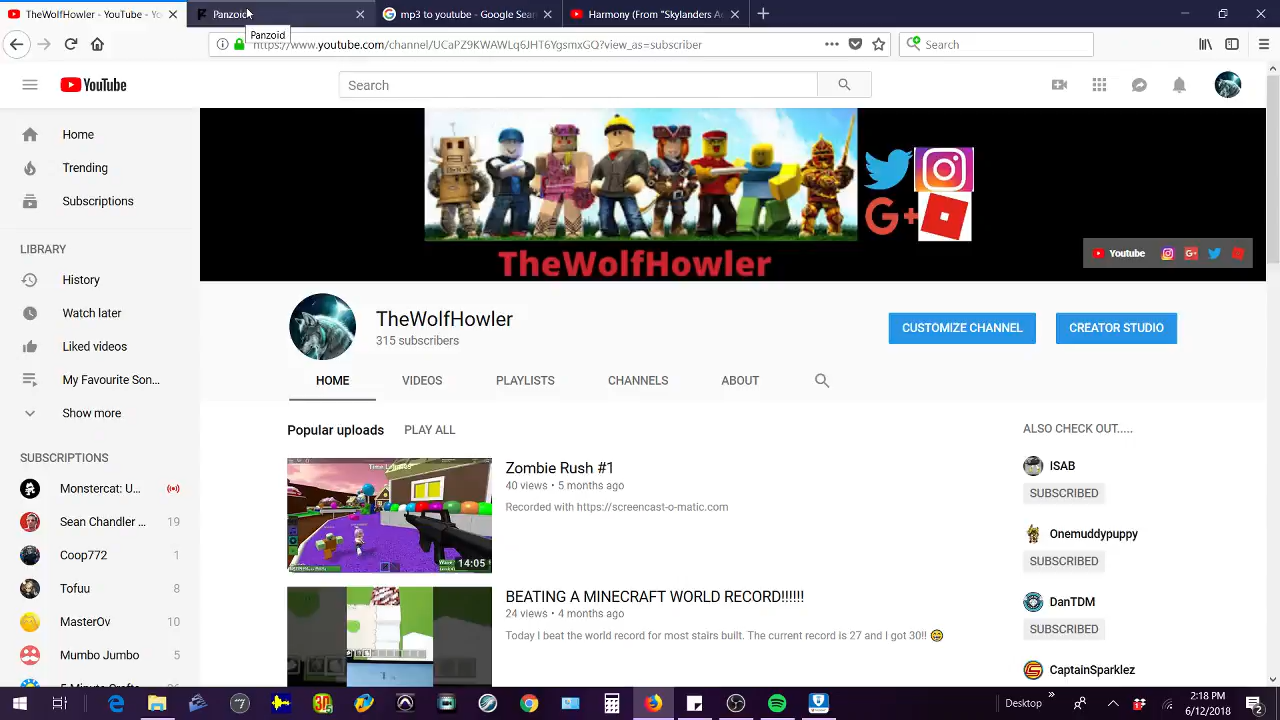 TheWolfHowler - YouTube - Yo
Panzoid
mp3 to youtube - Google Sear
Harmony (From "Skylanders A
Panzoid
https://www.youtube.com/channel/UCaPZ9KWAWLq6JHT6YgnxGQ?view_as=subscriber
Search
YouTube
Search
Home
Trending
Subscriptions
LIBRARY
History
Watch later
Liked videos
My Favourite Son...
Show more
SUBSCRIPTIONS
Monstercat: U...
Sean Chandler ... 19
Coop772 1
Tofuu 8
MasterOv 10
Mumbo Jumbo 5
TheWolfHowler
Youtube
TheWolfHowler
315 subscribers
CUSTOMIZE CHANNEL
CREATOR STUDIO
HOME VIDEOS PLAYLISTS CHANNELS ABOUT
Popular uploads PLAY ALL
Zombie Rush #1
40 views • 5 months ago
Recorded with https://screencast-o-matic.com
14:05
BEATING A MINECRAFT WORLD RECORD!!!!!!
24 views • 4 months ago
Today I beat the world record for most stairs built. The current record is 27 and I got 30!! 😄
ALSO CHECK OUT.....
ISAB
SUBSCRIBED
Onemuddypuppy
SUBSCRIBED
DanTDM
SUBSCRIBED
CaptainSparklez
Desktop
2:18 PM
6/12/2018